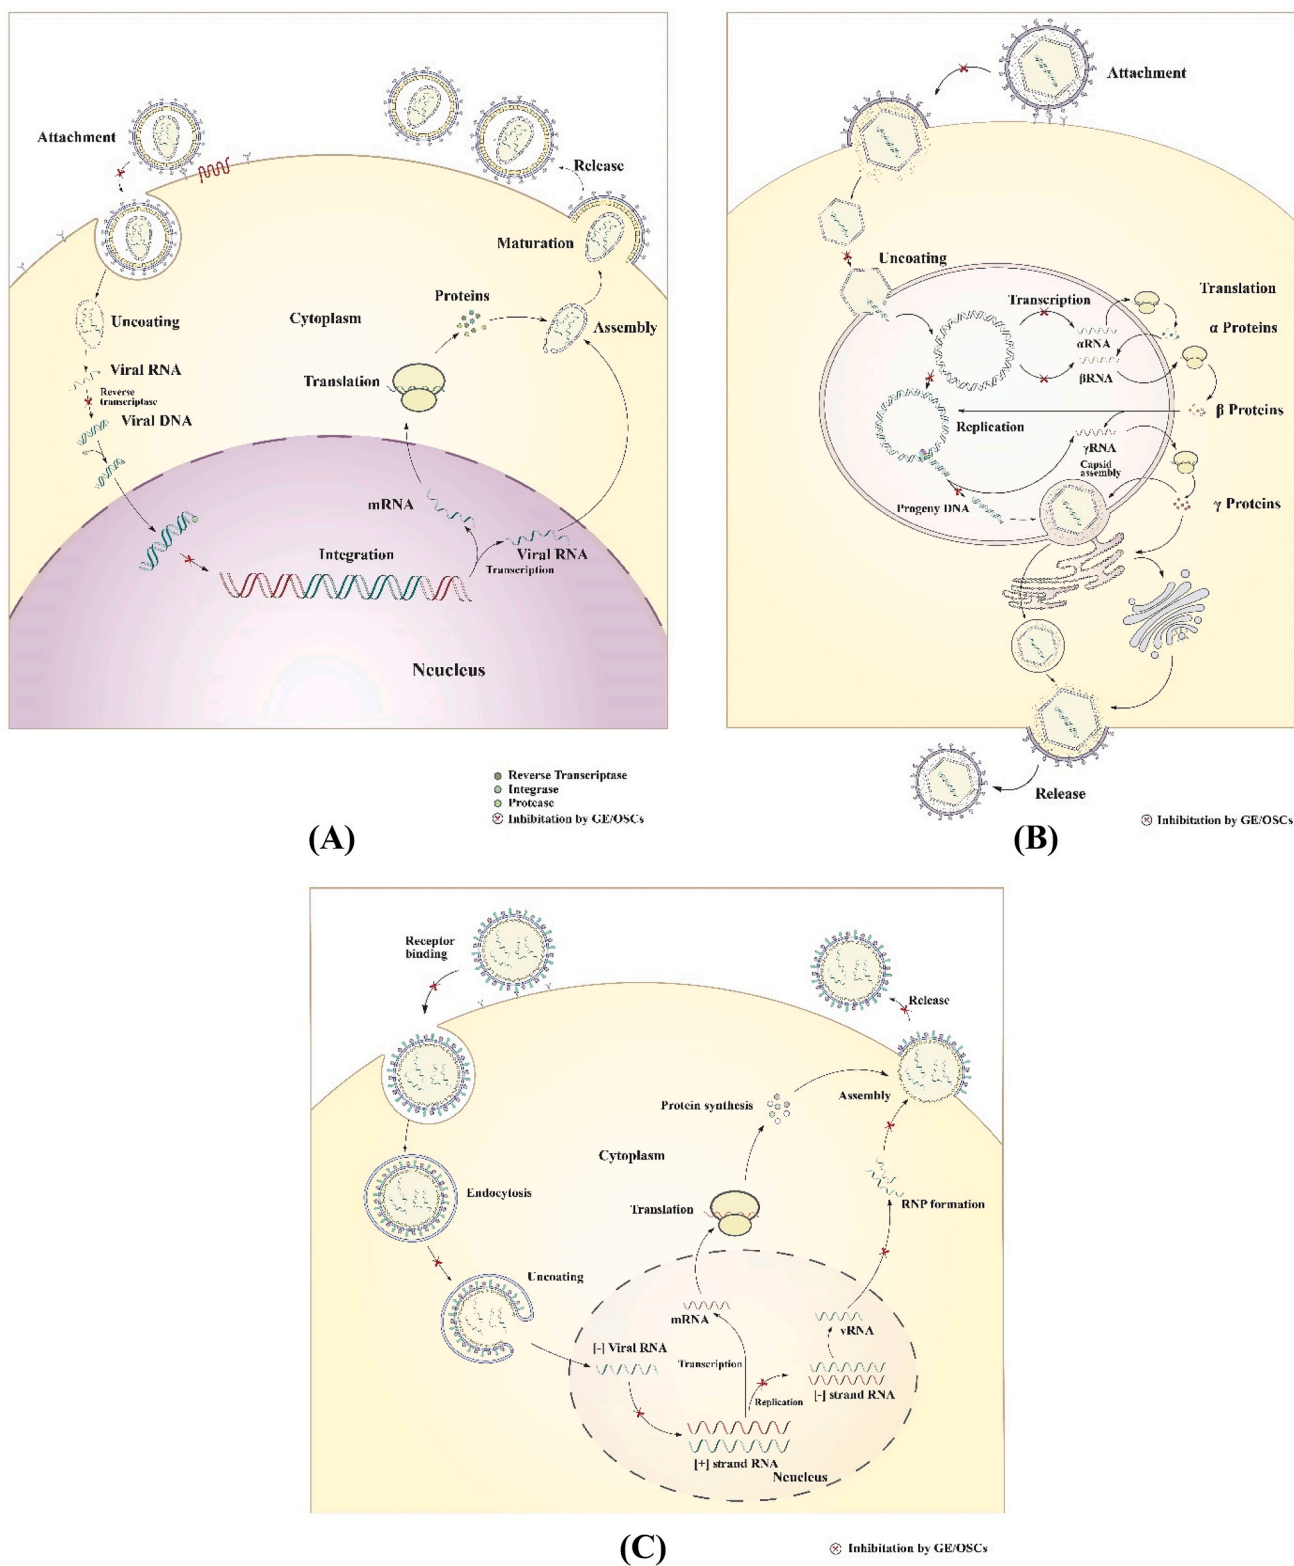 Attachment
Release
Maturation
Proteins
Uncoating
Cytoplasm
Assembly
Viral RNA
Reverse
transcriptase
Translation
Viral DNA
mRNA
Integration
Viral RNA
Transcription
Neucleus
Reverse Transcriptase
Integrase
Protease
Inhibitation by GE/OSCs
(A)
Attachment
Uncoating
Transcription
Translation
αRNA
α Proteins
βRNA
β Proteins
Replication
γRNA
Capsid
assembly
Progeny DNA
γ Proteins
Release
Inhibitation by GE/OSCs
(B)
Receptor
binding
Release
Protein synthesis
Assembly
Cytoplasm
Endocytosis
Translation
RNP formation
Uncoating
mRNA
vRNA
[-] Viral RNA
Transcription
Replication
[-] strand RNA
[+] strand RNA
Neucleus
(C)
Inhibitation by GE/OSCs